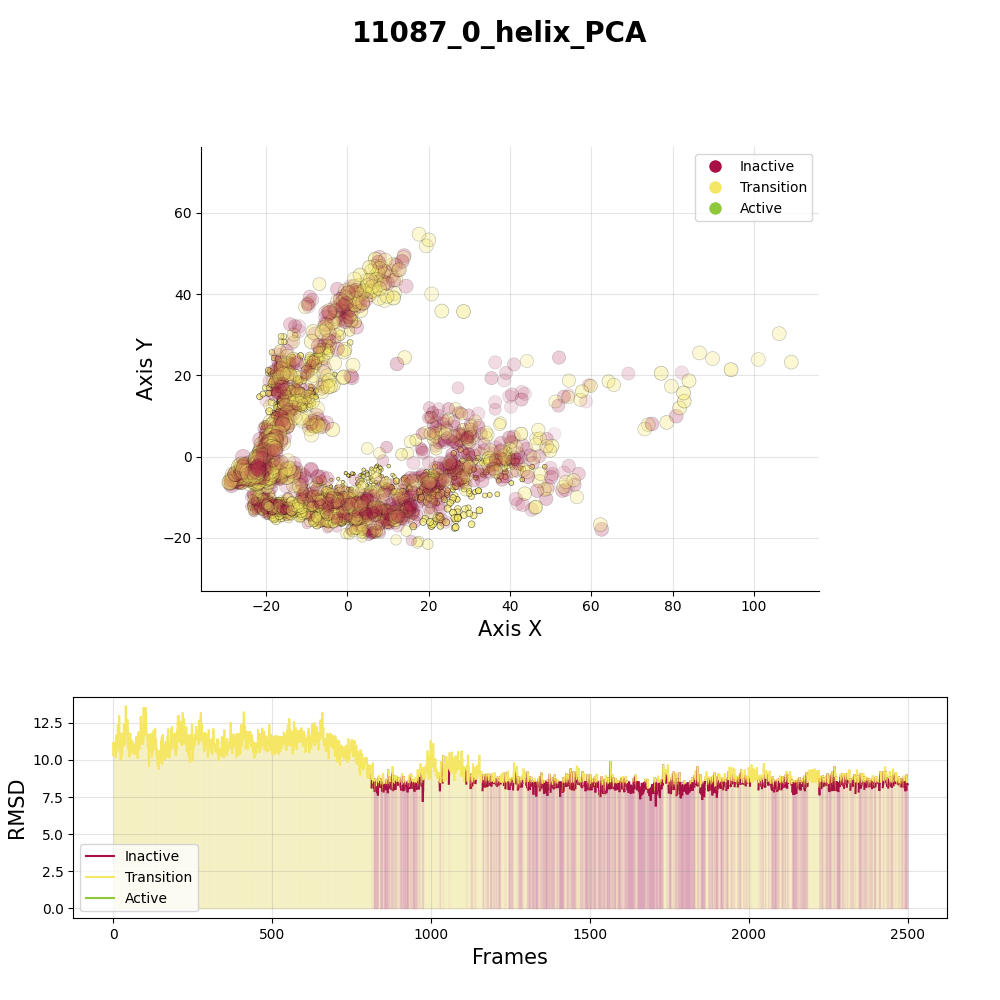 11087_0_helix_PCA
Inactive
Transition
Active
60
40
20
0
−20
Axis Y
−20 0 20 40 60 80 100
Axis X
12.5
10.0
7.5
5.0
2.5
0.0
RMSD
Inactive
Transition
Active
0 500 1000 1500 2000 2500
Frames